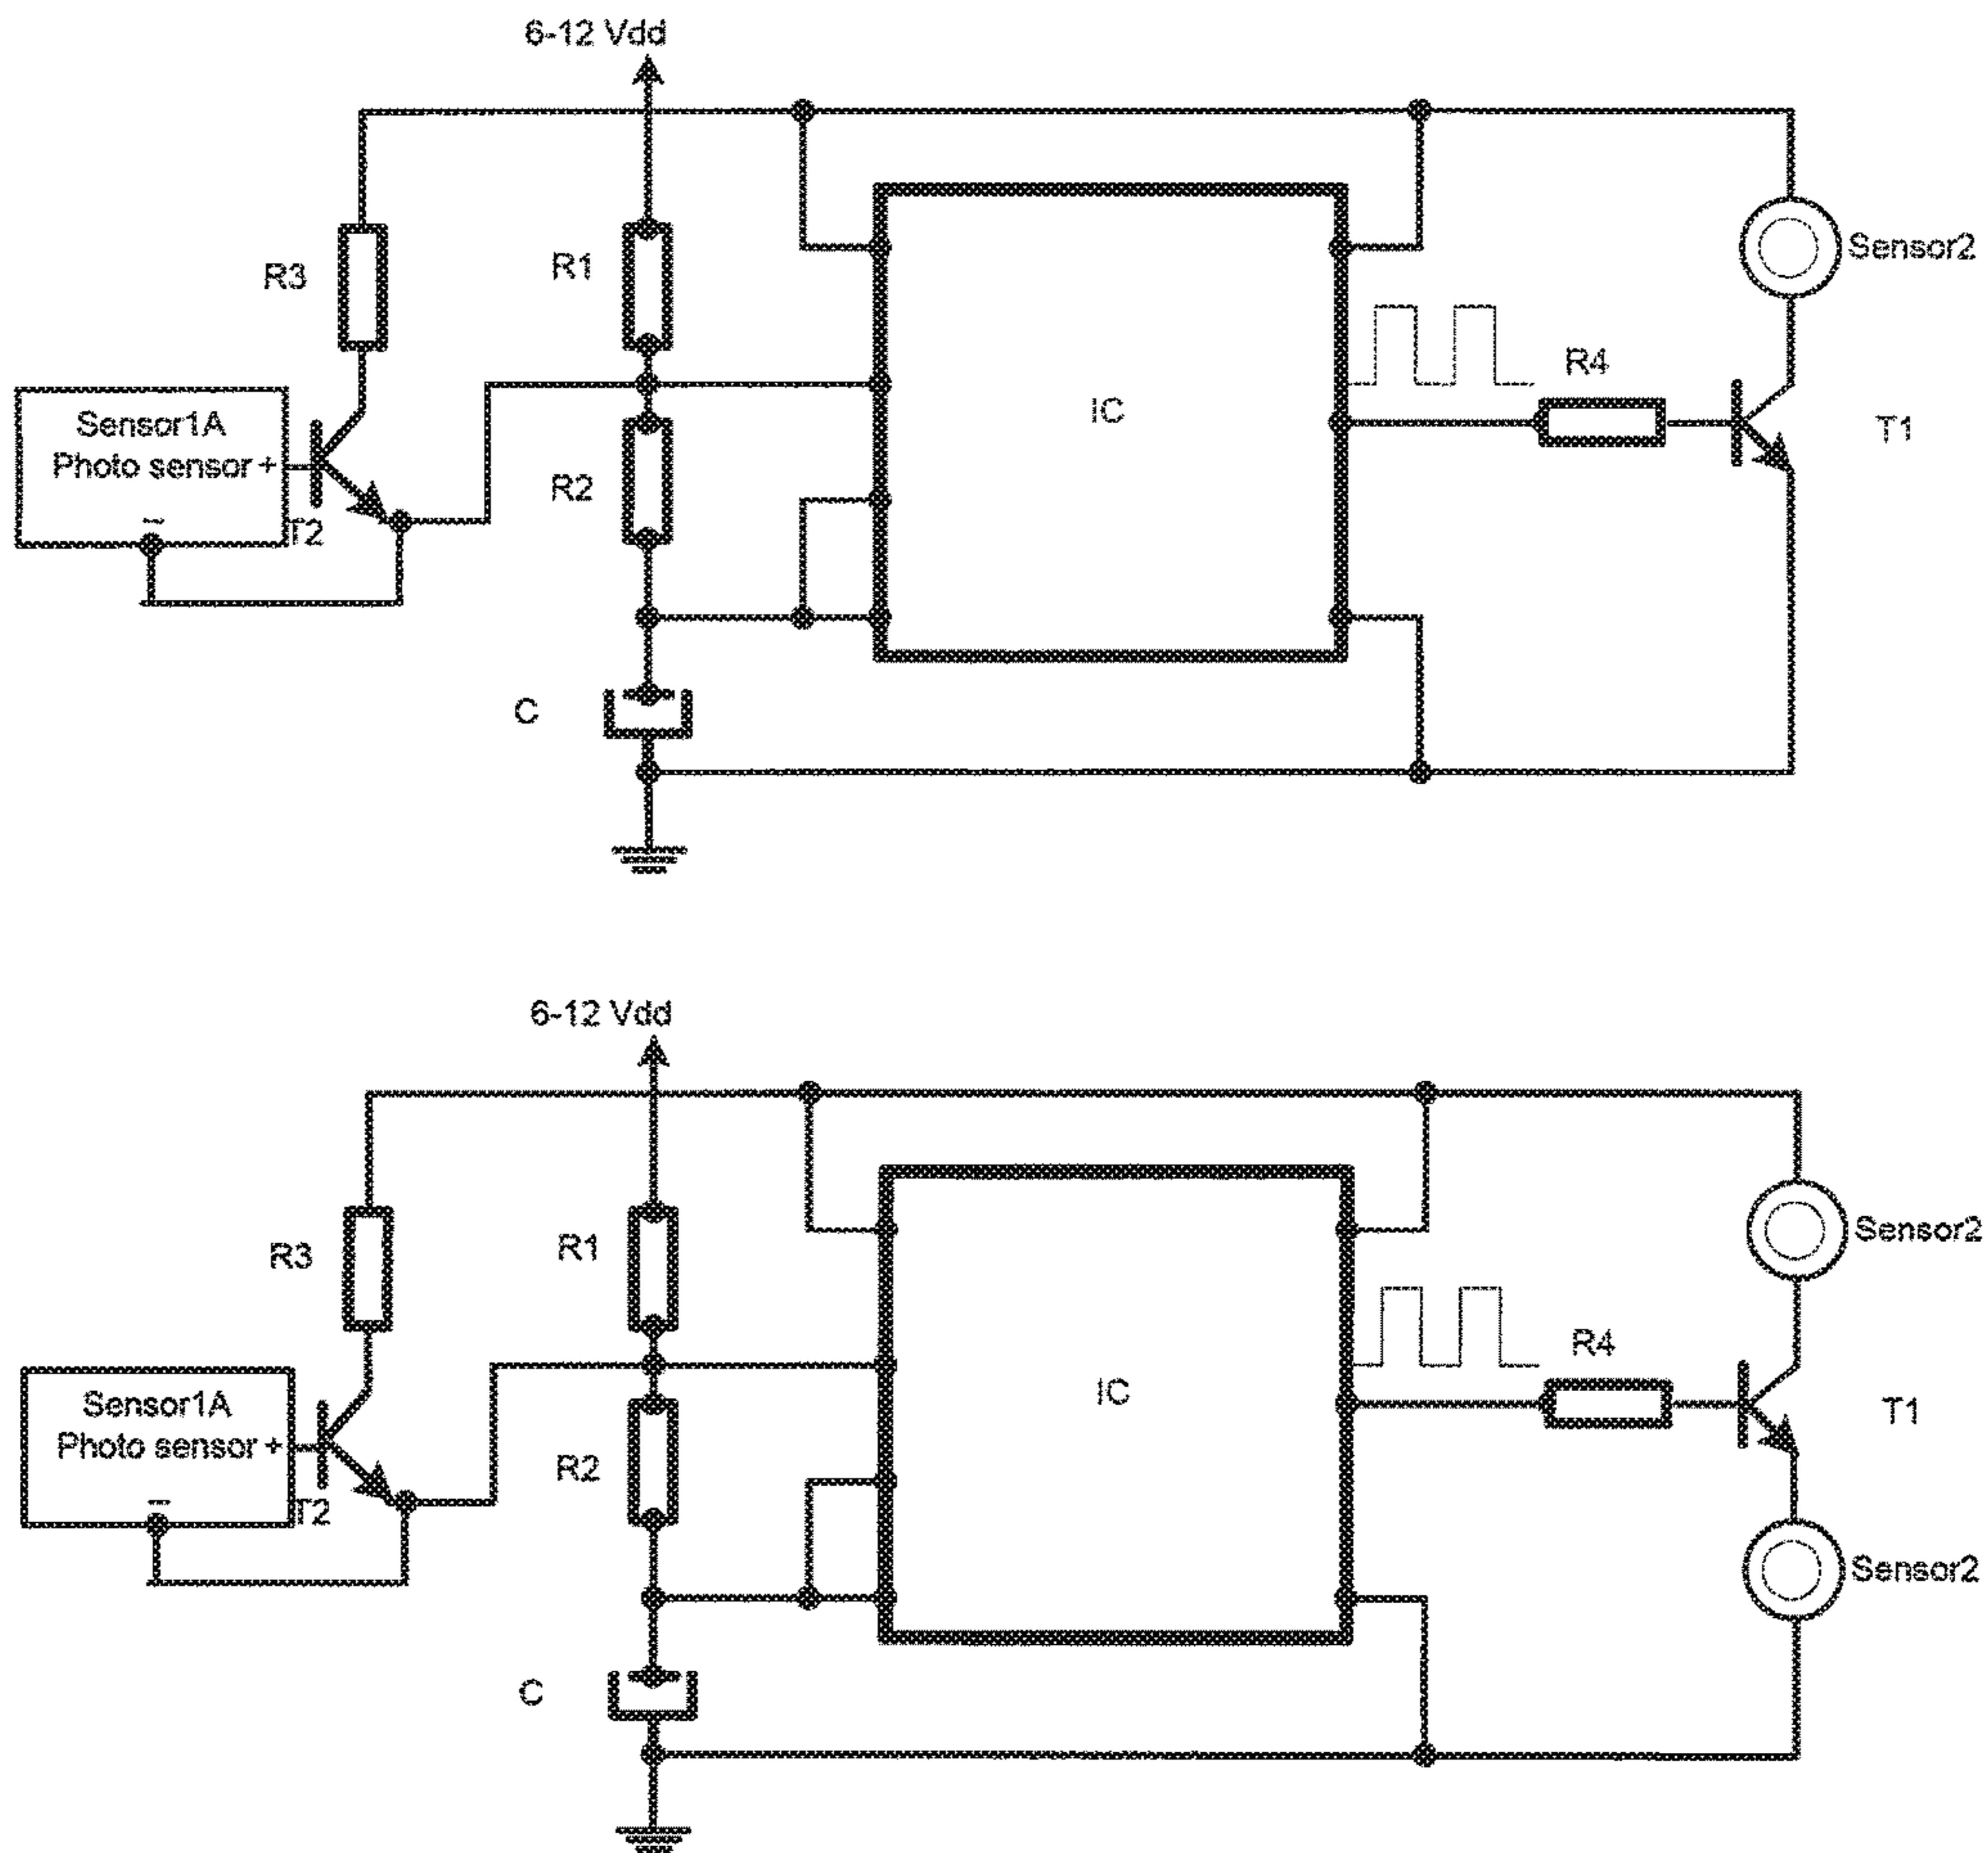 6-12 Vdd
R3
R1
Sensor2
R4
IC
T1
Sensor1A
Photo sensor +
−
T2
R2
C
6-12 Vdd
R3
R1
Sensor2
R4
IC
T1
Sensor1A
Photo sensor +
−
T2
R2
Sensor2
C